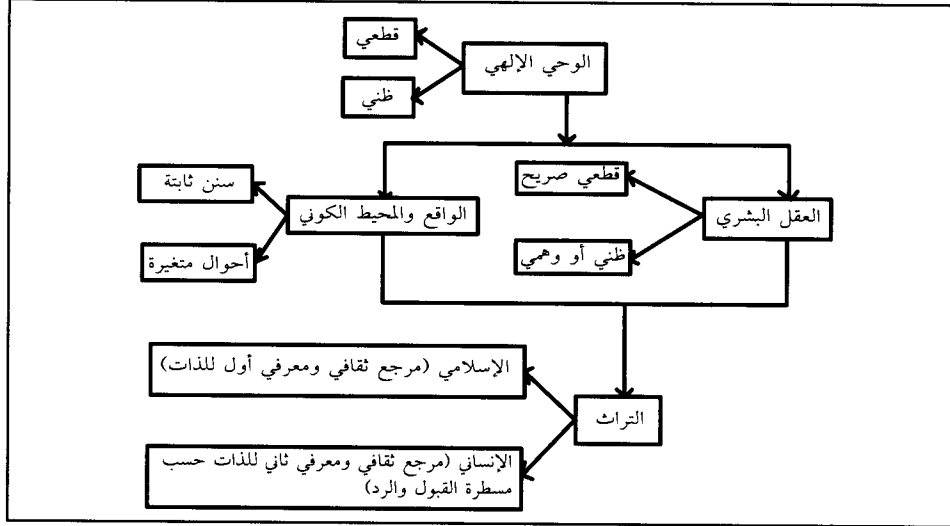 قطعي
الوحي الإلهي
ظني
قطعي صريح
سنن ثابتة
العقل البشري
الواقع والمحيط الكوني
ظني أو وهمي
أحوال متغيرة
الإسلامي (مرجع ثقافي ومعرفي أول للذات)
التراث
الإنساني (مرجع ثقافي ومعرفي ثاني للذات حسب
مسطرة القبول والرد)